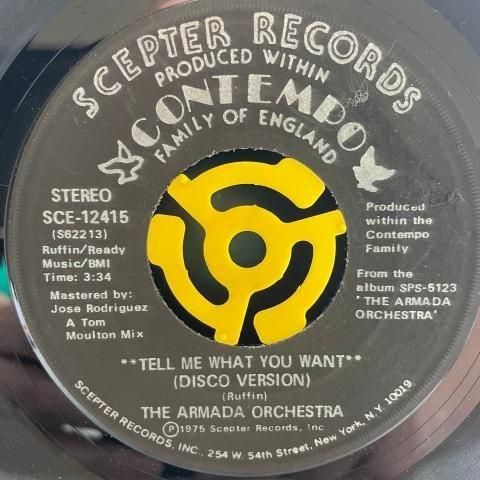 SCEPTER RECORDS
PRODUCED WITHIN
CONTEMPO
FAMILY OF ENGLAND
STEREO
SCE-12415
(S62213)
Ruffin/Ready
Music/BMI
Time: 3:34
Mastered by:
Jose Rodriguez
A Tom
Moulton Mix
Produced
within the
Contempo
Family
From the
album SPS-5123
'THE ARMADA
ORCHESTRA'
**TELL ME WHAT YOU WANT**
(DISCO VERSION)
(Ruffin)
THE ARMADA ORCHESTRA
Ⓟ1975 Scepter Records, Inc
SCEPTER RECORDS, INC., 254 W. 54th Street, New York, N.Y. 10019